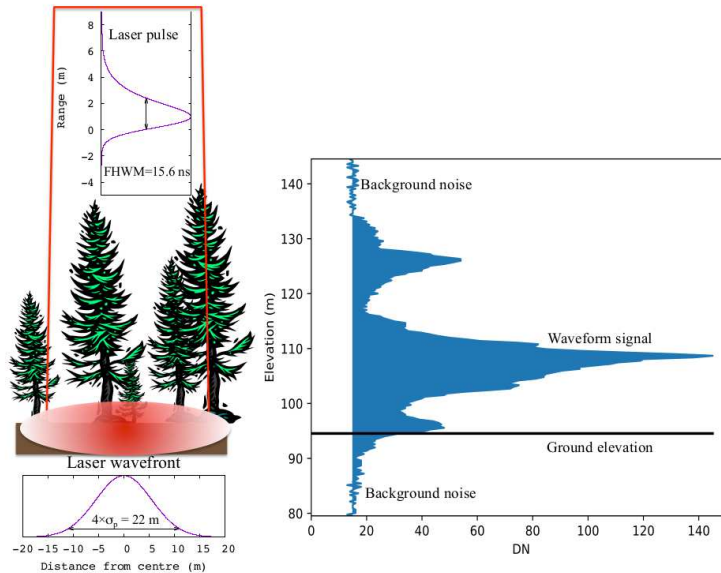 Laser pulse
8
6
4
2
0
−2
−4
Range (m)
FHWM=15.6 ns
Laser wavefront
4×σp = 22 m
−20 −15 −10 −5 0 5 10 15 20
Distance from centre (m)
140
130
120
110
100
90
80
Elevation (m)
Background noise
Waveform signal
Ground elevation
Background noise
0 20 40 60 80 100 120 140
DN